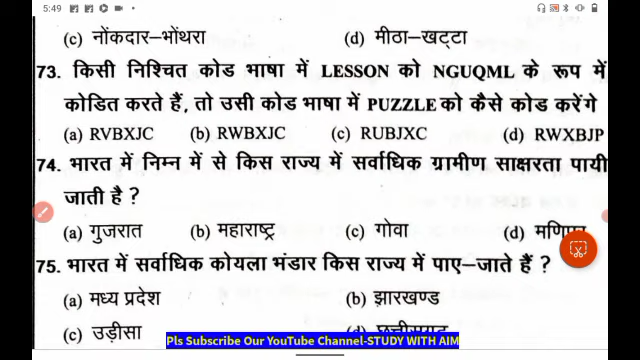 5:49
(c) नोंकदार–भोंथरा (d) मीठा–खट्टा
73. किसी निश्चित कोड भाषा में LESSON को NGUQML के रूप में
कोडित करते हैं, तो उसी कोड भाषा में PUZZLE को कैसे कोड करेंगे
(a) RVBXJC (b) RWBXJC (c) RUBJXC (d) RWXBJP
74. भारत में निम्न में से किस राज्य में सर्वाधिक ग्रामीण साक्षरता पायी
जाती है ?
(a) गुजरात (b) महाराष्ट्र (c) गोवा (d)
75. भारत में सर्वाधिक कोयला भंडार किस राज्य में पाए–जाते हैं ?
(a) मध्य प्रदेश (b) झारखण्ड
(c) उड़ीसा
Pls Subscribe Our YouTube Channel-STUDY WITH AIM